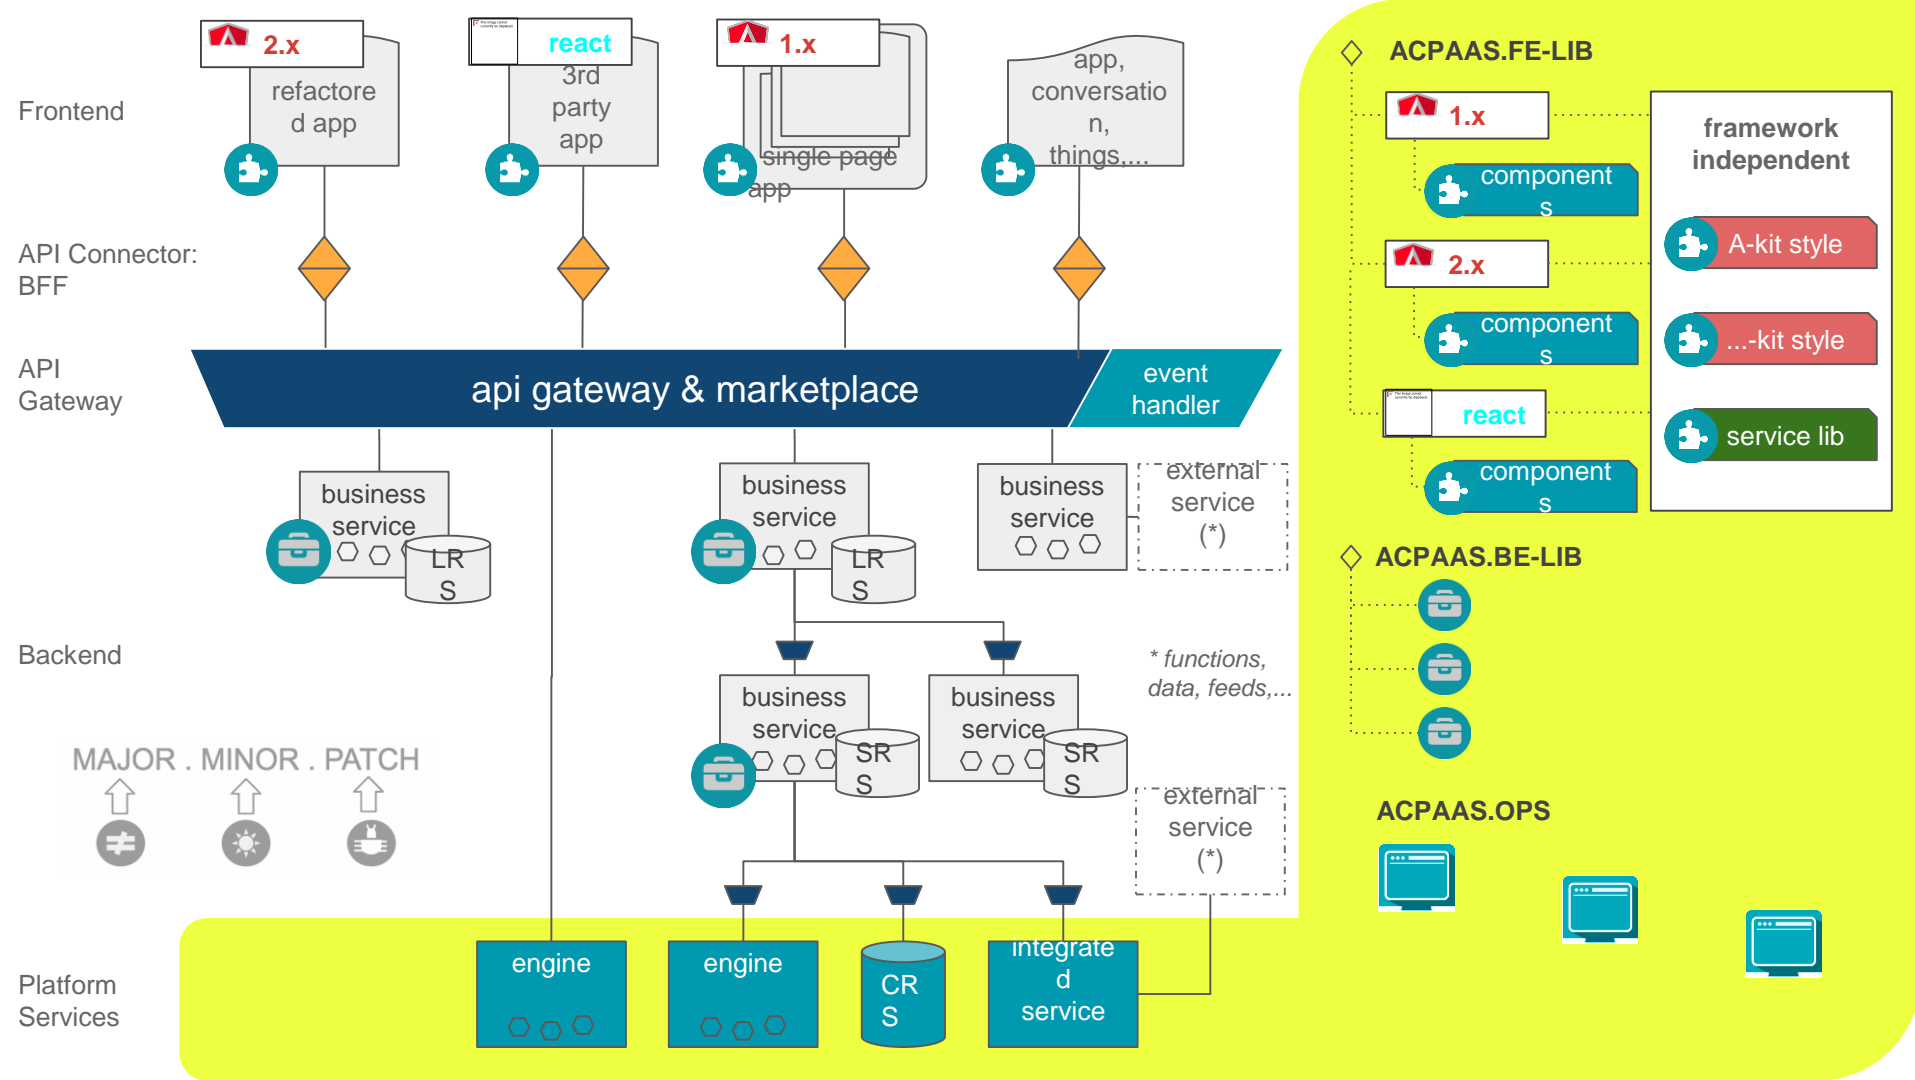 2.x
refactore
d app
react
3rd
party
app
1.x
single page
app
app,
conversatio
n,
things,...
Frontend
API Connector:
BFF
API
Gateway
api gateway & marketplace
event
handler
business
service
LR
S
business
service
LR
S
business
service
external
service
(*)
Backend
business
service
SR
S
business
service
SR
S
* functions,
data, feeds,...
external
service
(*)
MAJOR . MINOR . PATCH
Platform
Services
engine
engine
CR
S
integrate
d
service
ACPAAS.FE-LIB
1.x
component
s
2.x
component
s
react
component
s
framework
independent
A-kit style
...-kit style
service lib
ACPAAS.BE-LIB
ACPAAS.OPS